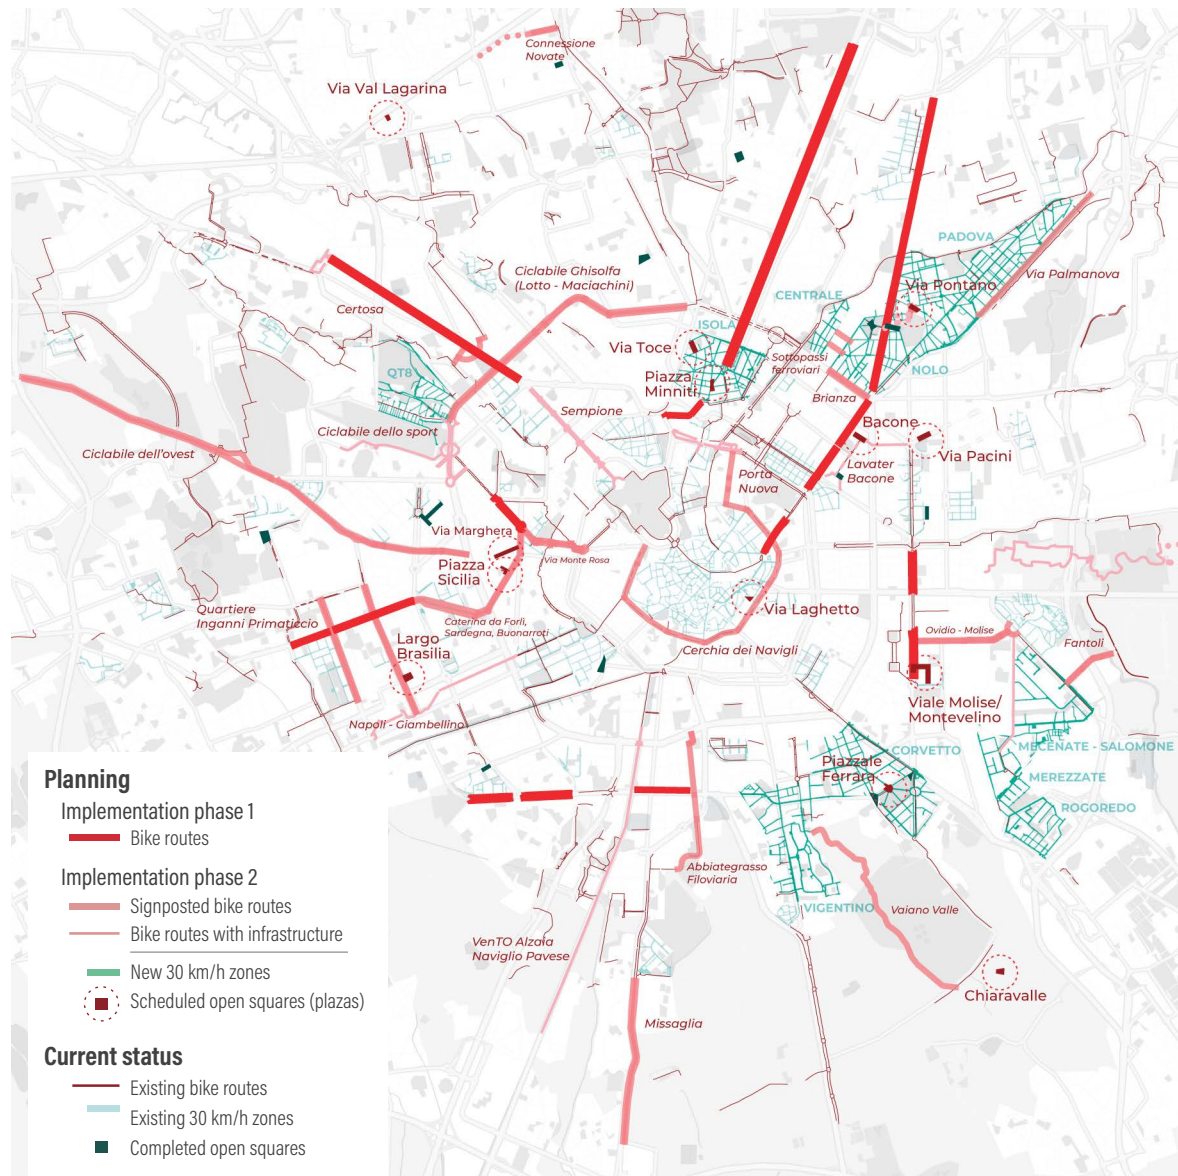 Connessione
Novate
Via Val Lagarina
PADOVA
Ciclabile Ghisolfa
(Lotto - Maciachini)
Via Palmanova
Via Pontano
CENTRALE
Certosa
ISOLA
Via Toce
Sottopassi
ferroviari
QT8
Piazza
Minniti
NOLO
Brianza
Sempione
Bacone
Ciclabile dello sport
Ciclabile dell'ovest
Via Pacini
Lavater
Bacone
Porta
Nuova
Via Marghera
Via Monte Rosa
Piazza
Sicilia
Quartiere
Inganni Primaticcio
Via Laghetto
Caterina da Forlì,
Sardegna, Buonarroti
Ovidio - Molise
Largo
Brasilia
Cerchia dei Navigli
Fantoli
Viale Molise/
Montevelino
Napoli - Giambellino
CORVETTO
MECENATE - SALOMONE
Piazzale
Ferrara
MEREZZATE
ROGOREDO
Abbiategrasso
Filoviaria
VIGENTINO
Vaiano Valle
VenTO Alzaia
Naviglio Pavese
Chiaravalle
Missaglia
Planning
Implementation phase 1
Bike routes
Implementation phase 2
Signposted bike routes
Bike routes with infrastructure
New 30 km/h zones
Scheduled open squares (plazas)
Current status
Existing bike routes
Existing 30 km/h zones
Completed open squares